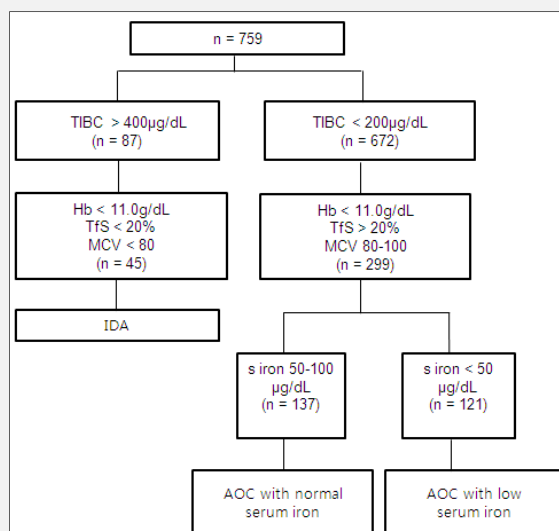 n = 759
TIBC > 400µg/dL
(n = 87)
TIBC < 200µg/dL
(n = 672)
Hb < 11.0g/dL
TfS < 20%
MCV < 80
(n = 45)
Hb < 11.0g/dL
TfS > 20%
MCV 80-100
(n = 299)
IDA
s iron 50-100
µg/dL
(n = 137)
s iron < 50
µg/dL
(n = 121)
AOC with normal
serum iron
AOC with low
serum iron